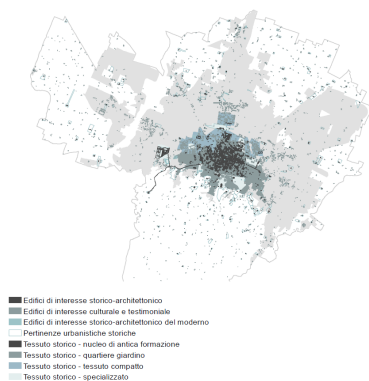 Edifici di interesse storico-architettonico
Edifici di interesse culturale e testimoniale
Edifici di interesse storico-architettonico del moderno
Pertinenze urbanistiche storiche
Tessuto storico - nucleo di antica formazione
Tessuto storico - quartiere giardino
Tessuto storico - tessuto compatto
Tessuto storico - specializzato